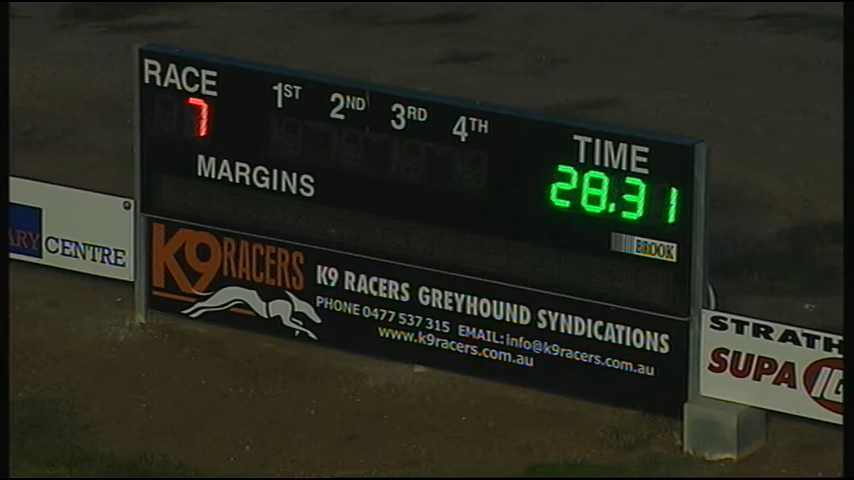 RACE 1ST 2ND 3RD 4TH
7
TIME
28.31
MARGINS
BROOK
CENTRE
K9 RACERS
K9 RACERS GREYHOUND SYNDICATIONS
PHONE 0477 537 315 EMAIL: info@k9racers.com.au
www.k9racers.com.au
STRATH
SUPA IG